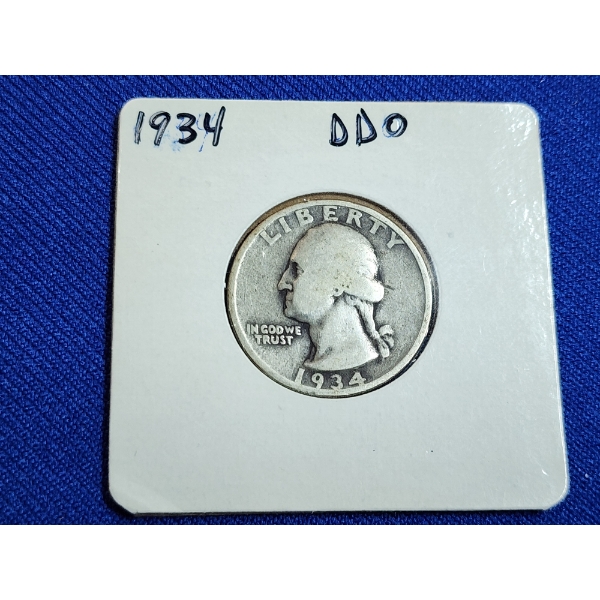 1934 DDO
LIBERTY
IN GOD WE
TRUST
1934